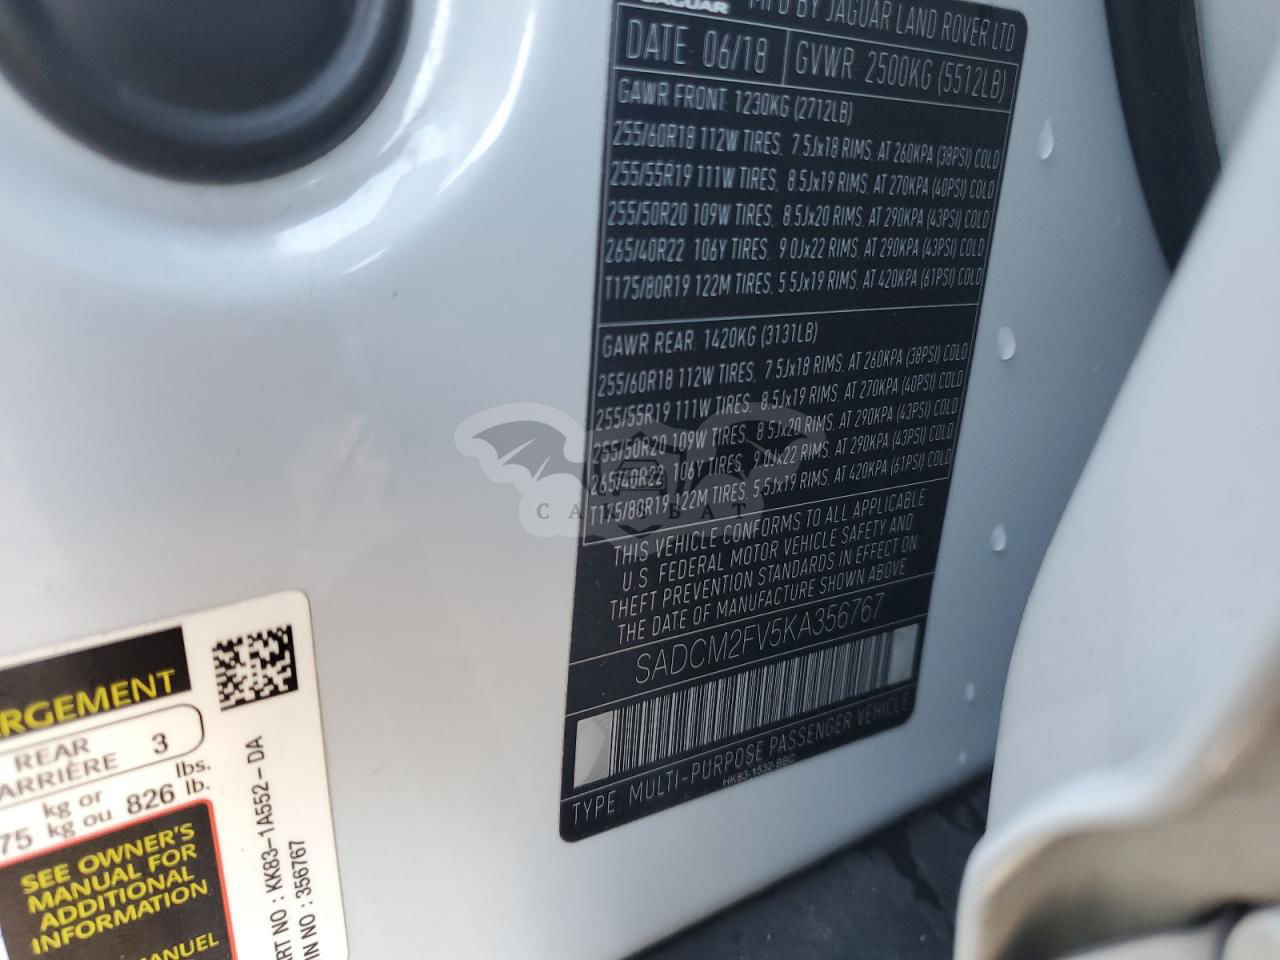 JAGUAR MFD BY JAGUAR LAND ROVER LTD
DATE: 06/18 GVWR: 2500KG (5512LB)
GAWR FRONT: 1230KG (2712LB)
255/60R18 112W TIRES, 7.5Jx18 RIMS, AT 260KPA (38PSI) COLD
255/55R19 111W TIRES, 8.5Jx19 RIMS, AT 270KPA (40PSI) COLD
255/50R20 109W TIRES, 8.5Jx20 RIMS, AT 290KPA (43PSI) COLD
265/40R22 106Y TIRES, 9.0Jx22 RIMS, AT 290KPA (43PSI) COLD
T175/80R19 122M TIRES, 5.5Jx19 RIMS, AT 420KPA (61PSI) COLD
GAWR REAR: 1420KG (3131LB)
255/60R18 112W TIRES, 7.5Jx18 RIMS, AT 260KPA (38PSI) COLD
255/55R19 111W TIRES, 8.5Jx19 RIMS, AT 270KPA (40PSI) COLD
255/50R20 109W TIRES, 8.5Jx20 RIMS, AT 290KPA (43PSI) COLD
265/40R22 106Y TIRES, 9.0Jx22 RIMS, AT 290KPA (43PSI) COLD
T175/80R19 122M TIRES, 5.5Jx19 RIMS, AT 420KPA (61PSI) COLD
THIS VEHICLE CONFORMS TO ALL APPLICABLE
U.S. FEDERAL MOTOR VEHICLE SAFETY AND
THEFT PREVENTION STANDARDS IN EFFECT ON
THE DATE OF MANUFACTURE SHOWN ABOVE
SADCM2FV5KA356767
TYPE: MULTI-PURPOSE PASSENGER VEHICLE
HK83-1532-BBC
RGEMENT
REAR 3
ARRIÈRE
kg or lbs.
75 kg ou 826 lb.
SEE OWNER'S
MANUAL FOR
ADDITIONAL
INFORMATION
MANUEL
ART NO : KK83-1A552-DA
IN NO : 356767